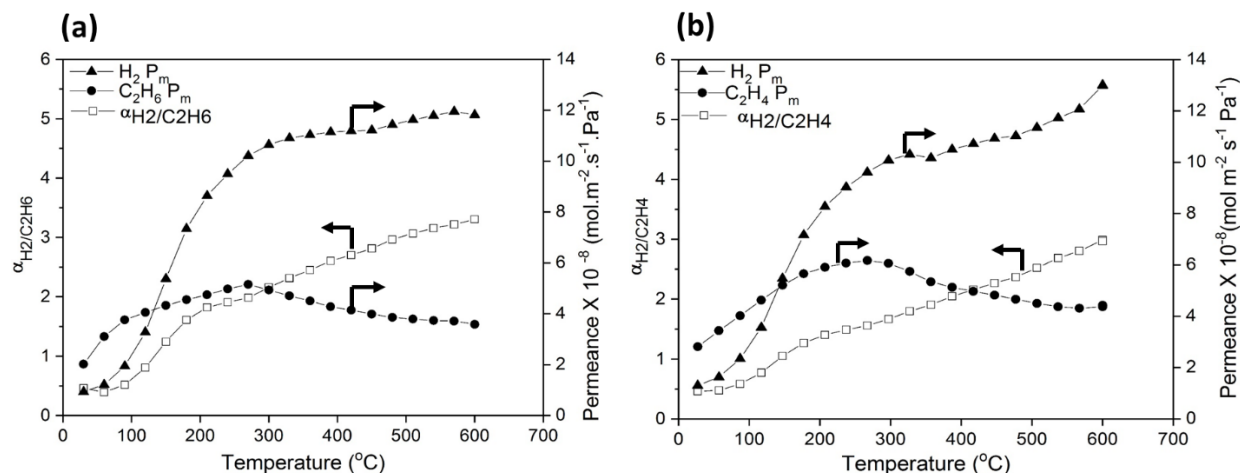 (a)
H₂ Pₘ
C₂H₆ Pₘ
αH2/C2H6
αH2/C2H6
6
5
4
3
2
1
0
14
12
10
8
6
4
2
0
Permeance X 10⁻⁸ (mol.m⁻².s⁻¹.Pa⁻¹)
0 100 200 300 400 500 600 700
Temperature (°C)
(b)
H₂ Pₘ
C₂H₄ Pₘ
αH2/C2H4
αH2/C2H4
6
5
4
3
2
1
0
14
12
10
8
6
4
2
0
Permeance X 10⁻⁸(mol m⁻² s⁻¹ Pa⁻¹)
0 100 200 300 400 500 600 700
Temperature (°C)